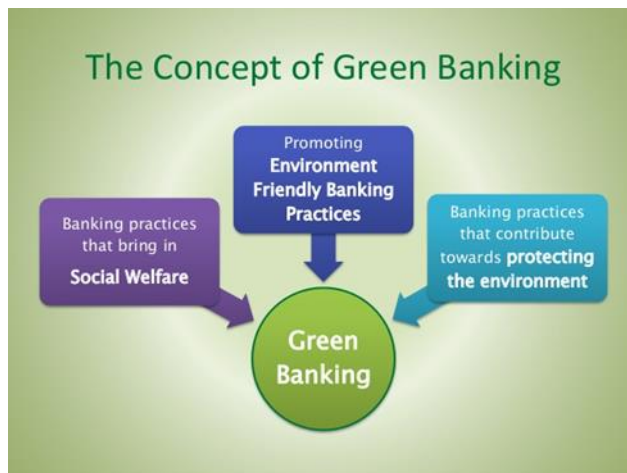 The Concept of Green Banking
Promoting
Environment
Friendly Banking
Practices
Banking practices
that bring in
Social Welfare
Banking practices
that contribute
towards protecting
the environment
Green
Banking